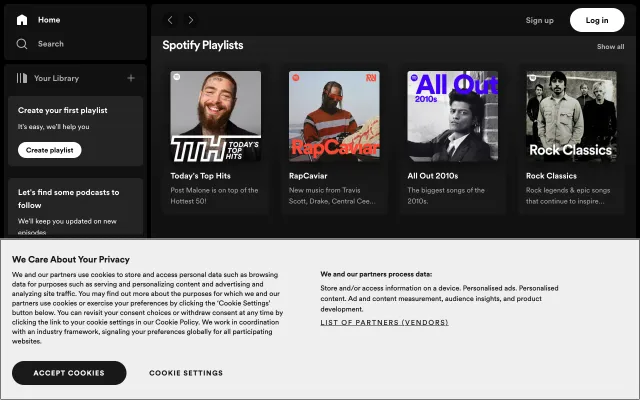 Home
Search
Your Library
Create your first playlist
It's easy, we'll help you
Create playlist
Let's find some podcasts to
follow
We'll keep you updated on new
episodes
Sign up
Log in
Spotify Playlists
Show all
TTH TODAY'S
TOP
HITS
Today's Top Hits
Post Malone is on top of the
Hottest 50!
RapCaviar
RapCaviar
New music from Travis
Scott, Drake, Central Cee...
All Out
2010s
All Out 2010s
The biggest songs of the
2010s.
Rock Classics
Rock Classics
Rock legends & epic songs
that continue to inspire...
We Care About Your Privacy
We and our partners use cookies to store and access personal data such as browsing
data for purposes such as serving and personalizing content and advertising and
analyzing site traffic. You may find out more about the purposes for which we and our
partners use cookies or exercise your preferences by clicking the 'Cookie Settings'
button below. You can revisit your consent choices or withdraw consent at any time by
clicking the link to your cookie settings in our Cookie Policy. We work in coordination
with an industry framework, signaling your preferences globally for all participating
websites.
We and our partners process data:
Store and/or access information on a device. Personalised ads. Personalised
content. Ad and content measurement, audience insights, and product
development.
LIST OF PARTNERS (VENDORS)
ACCEPT COOKIES
COOKIE SETTINGS